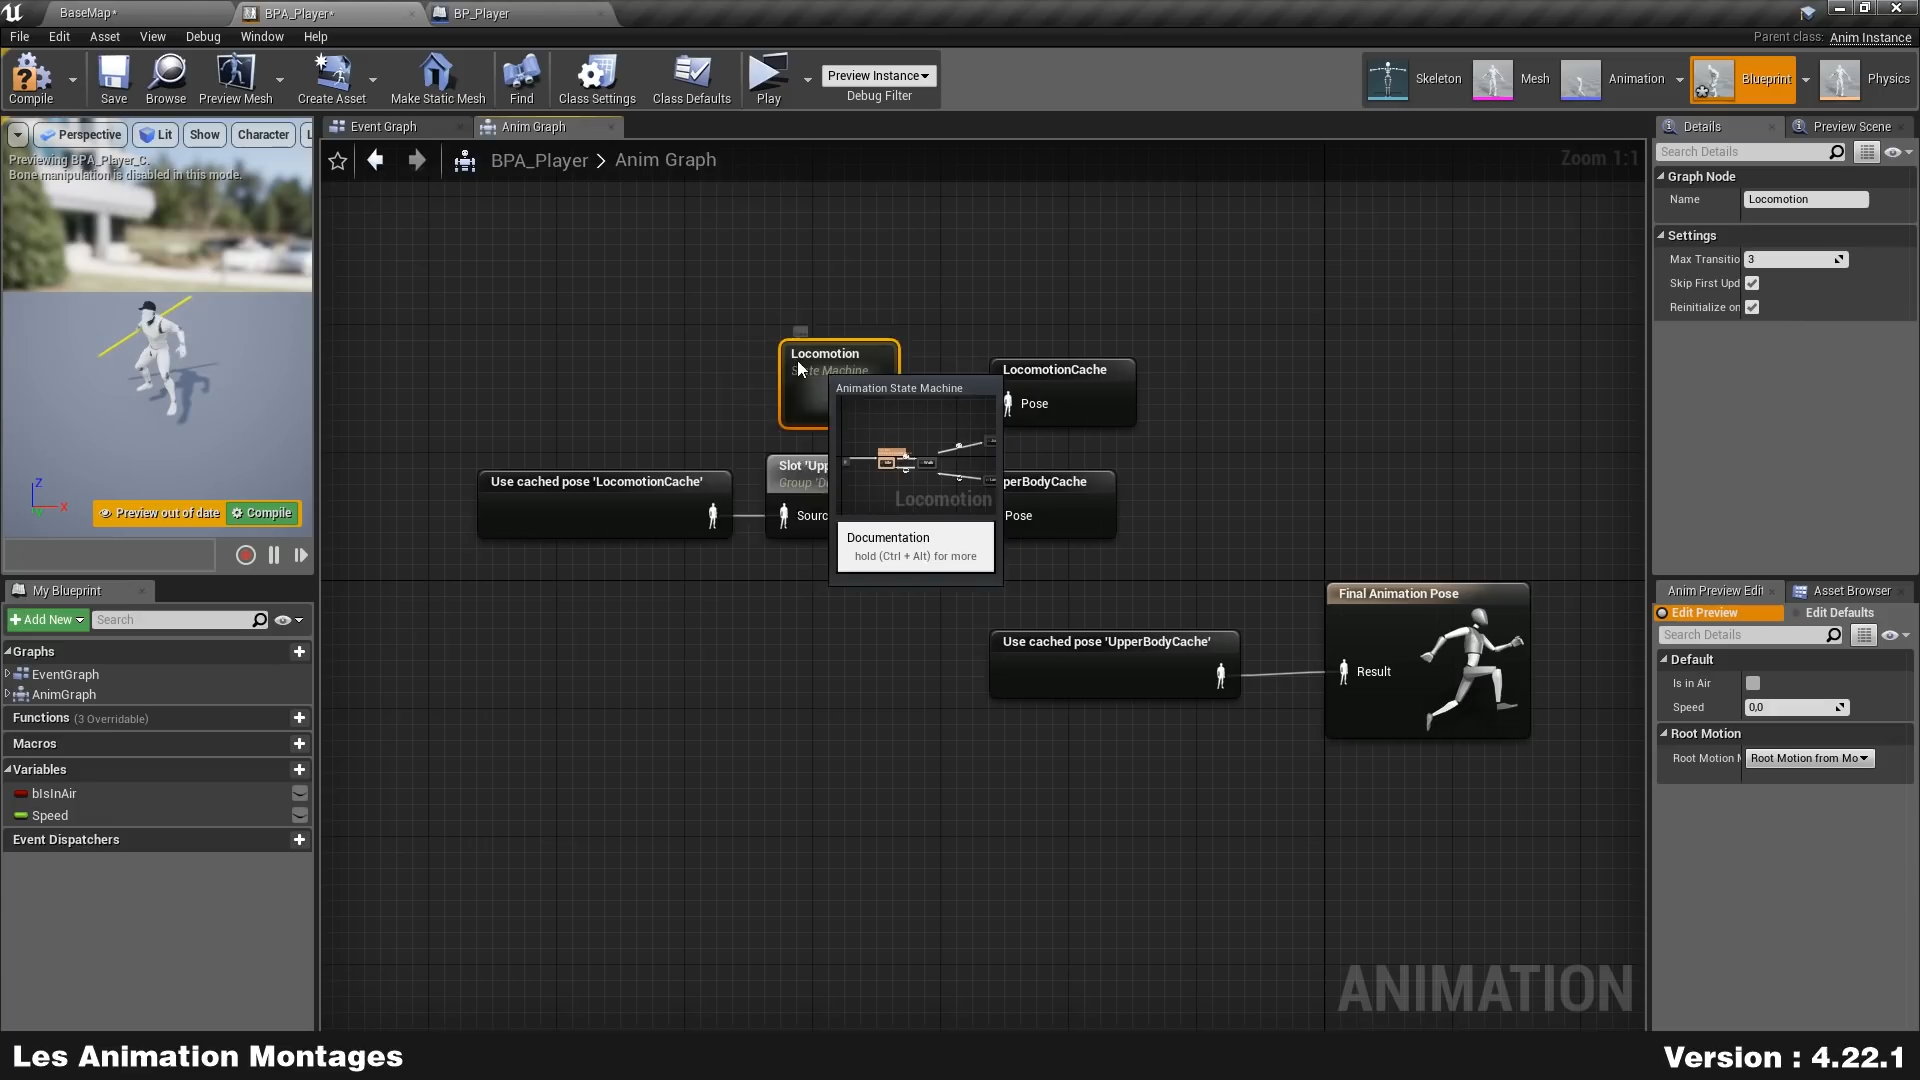 BaseMap*
BPA_Player*
BP_Player
File Edit Asset View Debug Window Help
Parent class: Anim Instance
Compile
Save
Browse
Preview Mesh
Create Asset
Make Static Mesh
Find
Class Settings
Class Defaults
Play
Preview Instance
Debug Filter
Skeleton
Mesh
Animation
Blueprint
Physics
Perspective
Lit
Show
Character
L
Previewing BPA_Player_C.
Bone manipulation is disabled in this mode.
Z
X
Preview out of date
Compile
Event Graph
Anim Graph
BPA_Player > Anim Graph
Zoom 1:1
Locomotion
State Machine
LocomotionCache
Pose
Animation State Machine
Locomotion
Documentation
hold (Ctrl + Alt) for more
Use cached pose 'LocomotionCache'
Slot 'Upp
Group 'De
Sourc
perBodyCache
Pose
Use cached pose 'UpperBodyCache'
Final Animation Pose
Result
ANIMATION
My Blueprint
Add New
Search
Graphs
EventGraph
AnimGraph
Functions (3 Overridable)
Macros
Variables
bIsInAir
Speed
Event Dispatchers
Details
Preview Scene
Search Details
Graph Node
Name Locomotion
Settings
Max Transitio 3
Skip First Upd
Reinitialize on
Anim Preview Edit
Asset Browser
Edit Preview
Edit Defaults
Search Details
Default
Is in Air
Speed 0,0
Root Motion
Root Motion M Root Motion from Mo
Les Animation Montages
Version : 4.22.1